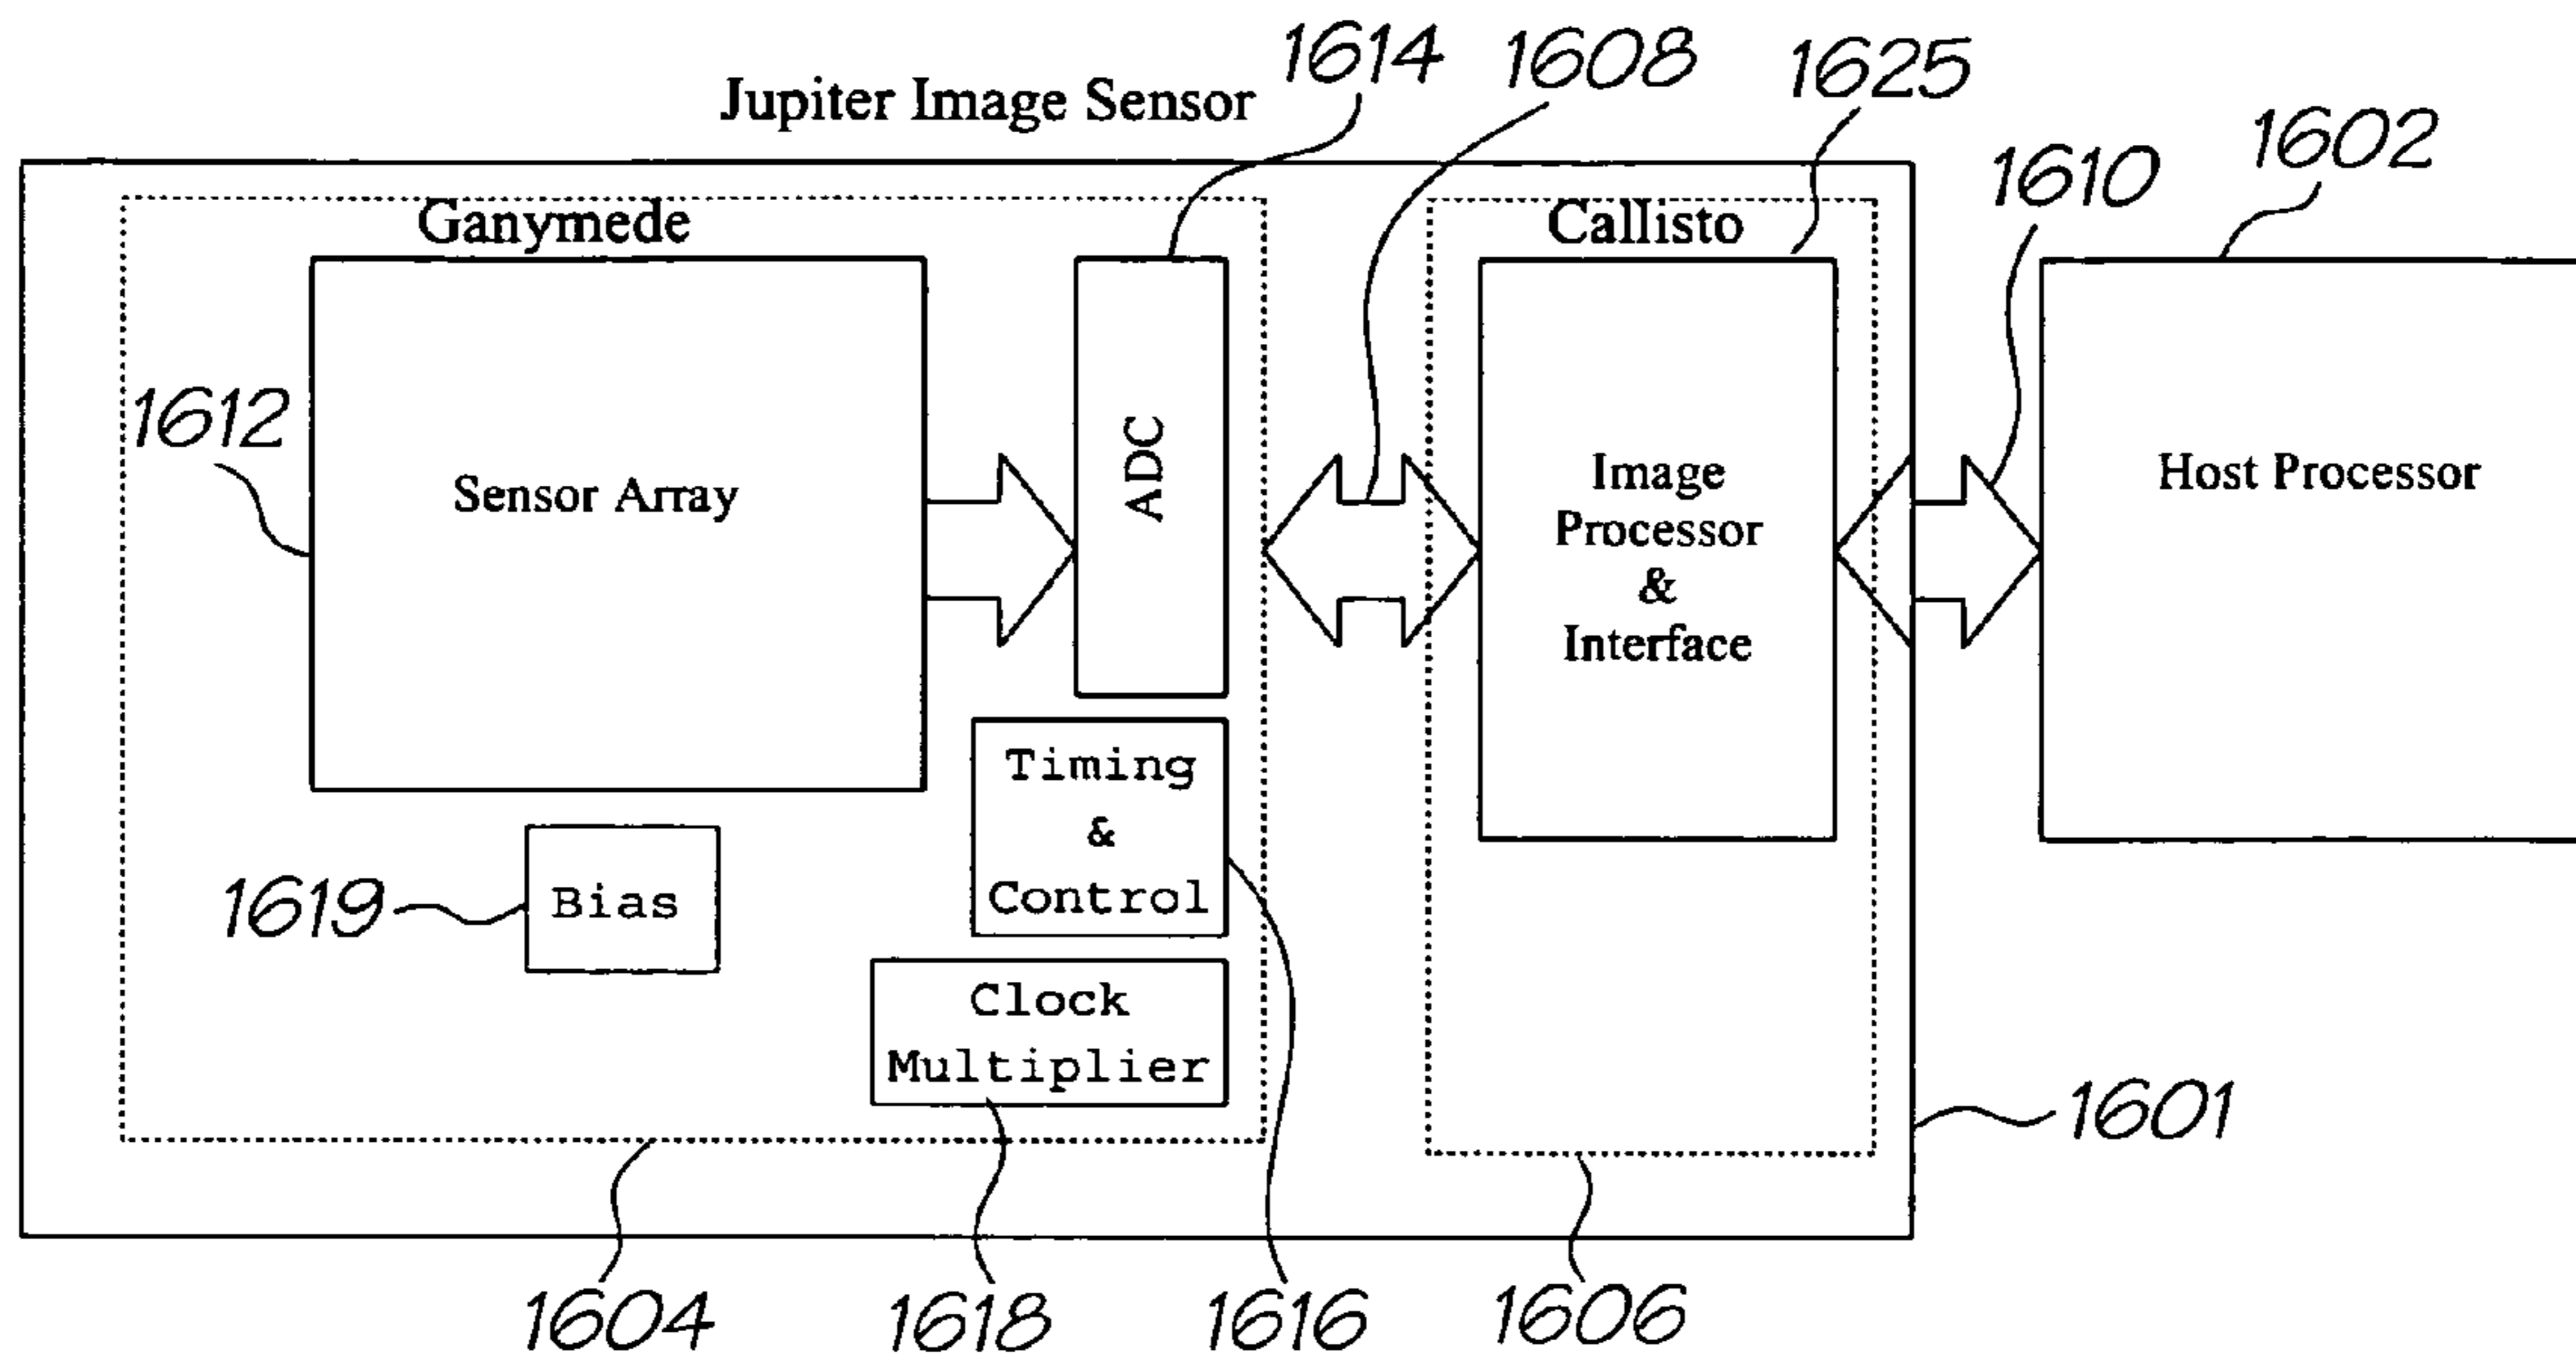 1614
1608
1625
Jupiter Image Sensor
1602
1610
Ganymede
Callisto
1612
Sensor Array
ADC
Image
Processor
&
Interface
Host Processor
Timing
&
Control
1619
Bias
Clock
Multiplier
1601
1604
1618
1616
1606